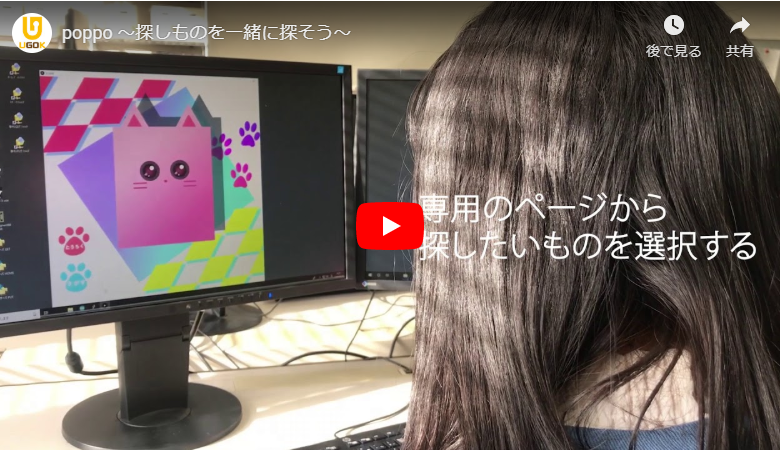 UGOK
poppo ～探しものを一緒に探そう～
後で見る
共有
専用のページから
探したいものを選択する